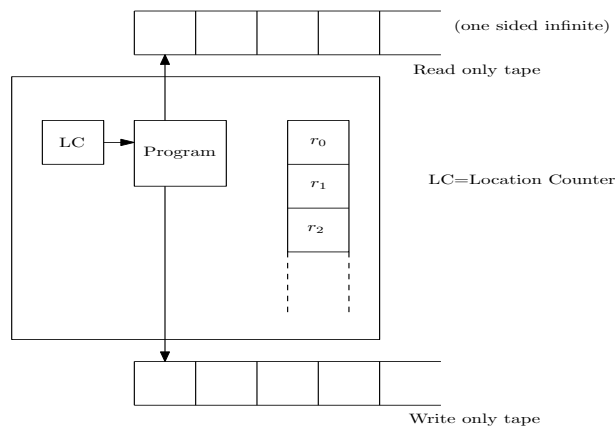 (one sided infinite)
Read only tape
LC
Program
r₀
r₁
r₂
LC=Location Counter
Write only tape